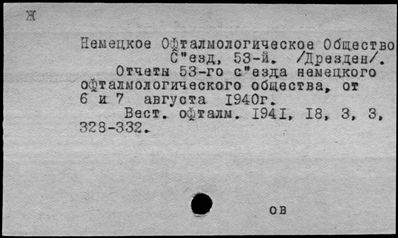 Ж
Немецкое Офталмологическое Общество
С"езд, 53-й. /Дрезден/.
Отчеты 53-го с"езда немецкого
офталмологического общества, от
6 и 7 августа 1940г.
Вест. офталм. 1941, 18, 3, 3,
328-332.
ов